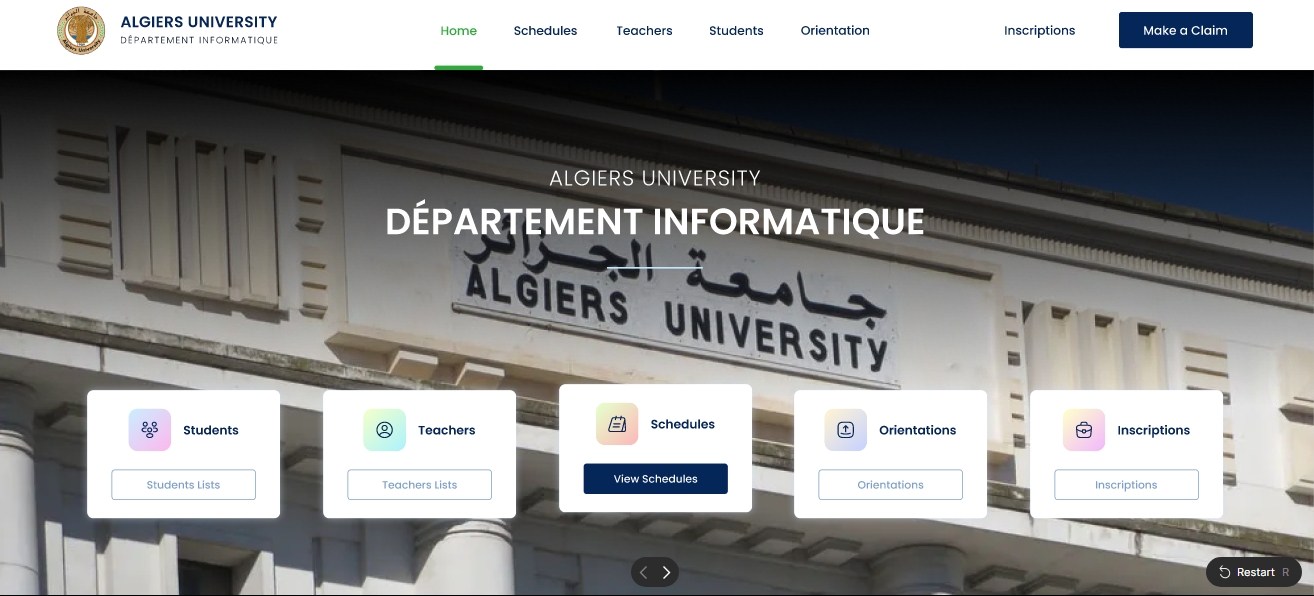 ALGIERS UNIVERSITY
DÉPARTEMENT INFORMATIQUE
Home
Schedules
Teachers
Students
Orientation
Inscriptions
Make a Claim
ALGIERS UNIVERSITY
DÉPARTEMENT INFORMATIQUE
جامعة الجزائر
ALGIERS UNIVERSITY
Students
Students Lists
Teachers
Teachers Lists
Schedules
View Schedules
Orientations
Orientations
Inscriptions
Inscriptions
Restart R